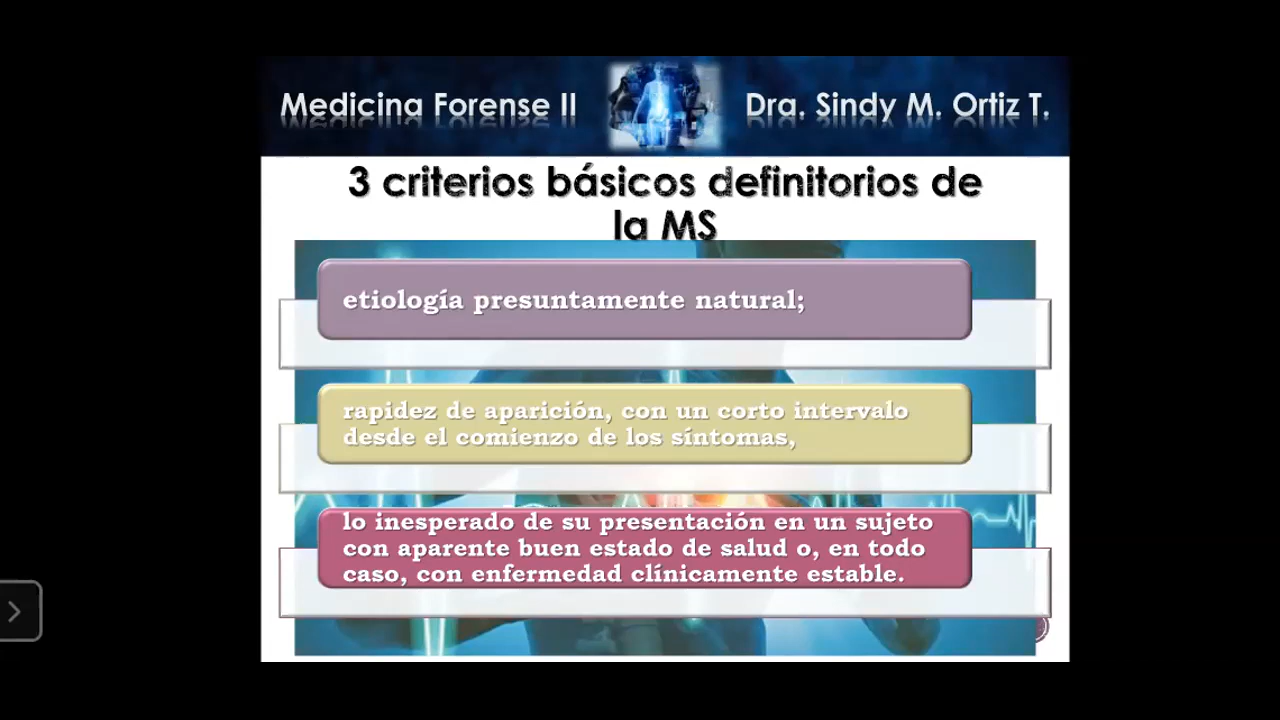 Medicina Forense II
Dra. Sindy M. Ortiz T.
3 criterios básicos definitorios de
la MS
etiología presuntamente natural;
rapidez de aparición, con un corto intervalo
desde el comienzo de los síntomas,
lo inesperado de su presentación en un sujeto
con aparente buen estado de salud o, en todo
caso, con enfermedad clínicamente estable.